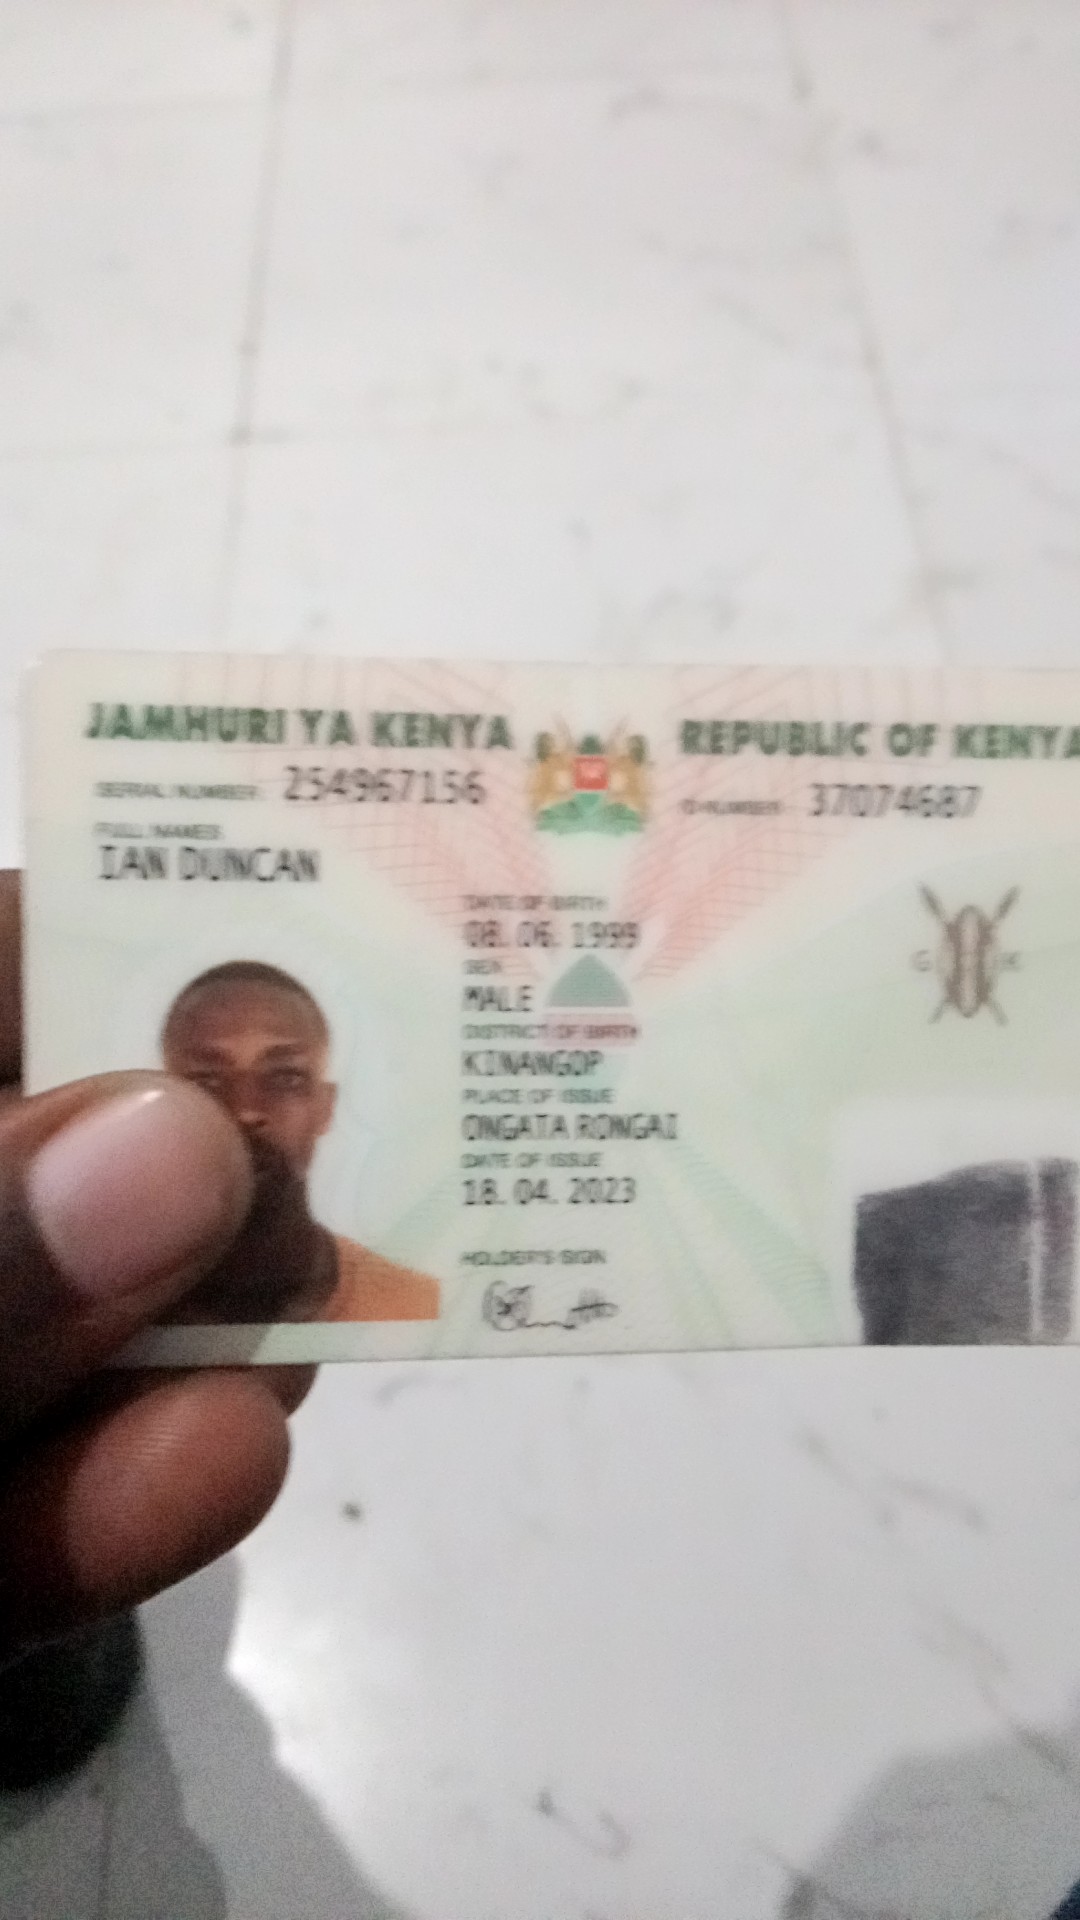 JAMHURI YA KENYA
REPUBLIC OF KENYA
SERIAL NUMBER: 254967156
ID NUMBER: 37074687
FULL NAMES
IAN DUNCAN
DATE OF BIRTH
08. 06. 1999
SEX
MALE
DISTRICT OF BIRTH
KINANGOP
PLACE OF ISSUE
ONGATA RONGAI
DATE OF ISSUE
18. 04. 2023
HOLDER'S SIGN
G K